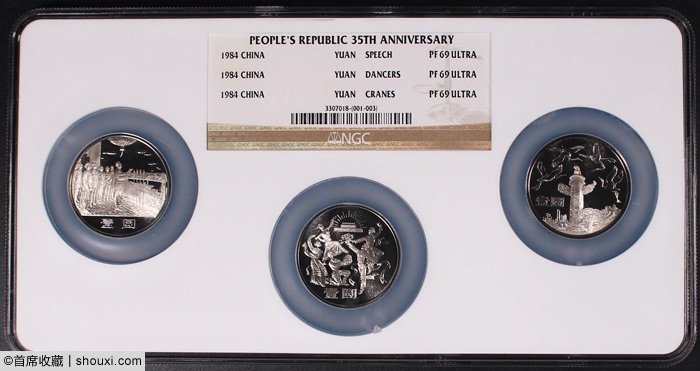 PEOPLE'S REPUBLIC 35TH ANNIVERSARY
1984 CHINA YUAN SPEECH PF 69 ULTRA
1984 CHINA YUAN DANCERS PF 69 ULTRA
1984 CHINA YUAN CRANES PF 69 ULTRA
3307018-(001-003)
NGC
壹圆
壹圆
壹圆
©首席收藏 | shouxi.com